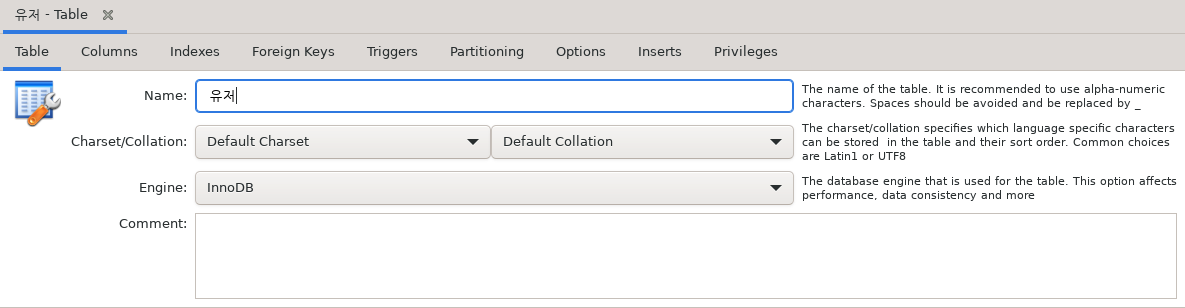 유저 - Table
Table Columns Indexes Foreign Keys Triggers Partitioning Options Inserts Privileges
Name: 유저
The name of the table. It is recommended to use alpha-numeric
characters. Spaces should be avoided and be replaced by _
Charset/Collation: Default Charset Default Collation
The charset/collation specifies which language specific characters
can be stored  in the table and their sort order. Common choices
are Latin1 or UTF8
Engine: InnoDB
The database engine that is used for the table. This option affects
performance, data consistency and more
Comment: